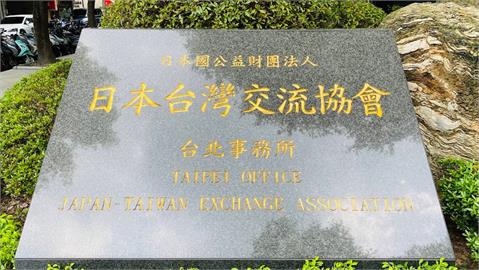 日本國公益財團法人
日本台灣交流協會
台北事務所
TAIPEI OFFICE
JAPAN-TAIWAN EXCHANGE ASSOCIATION